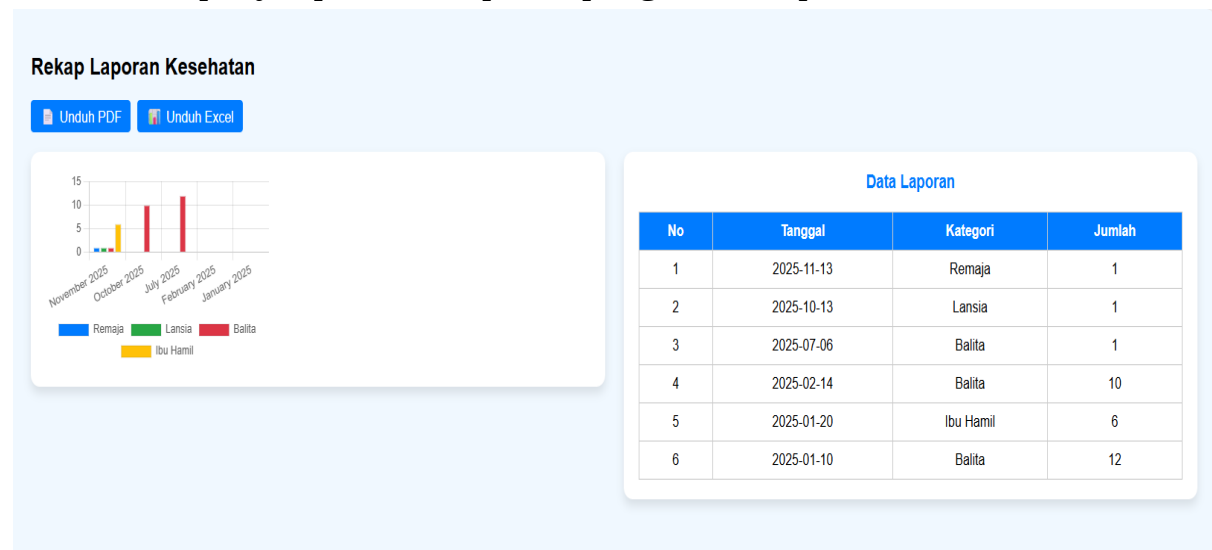 Rekap Laporan Kesehatan
Unduh PDF Unduh Excel
15
10
5
0
November 2025 October 2025 July 2025 February 2025 January 2025
Remaja Lansia Balita
Ibu Hamil
Data Laporan
No Tanggal Kategori Jumlah
1 2025-11-13 Remaja 1
2 2025-10-13 Lansia 1
3 2025-07-06 Balita 1
4 2025-02-14 Balita 10
5 2025-01-20 Ibu Hamil 6
6 2025-01-10 Balita 12